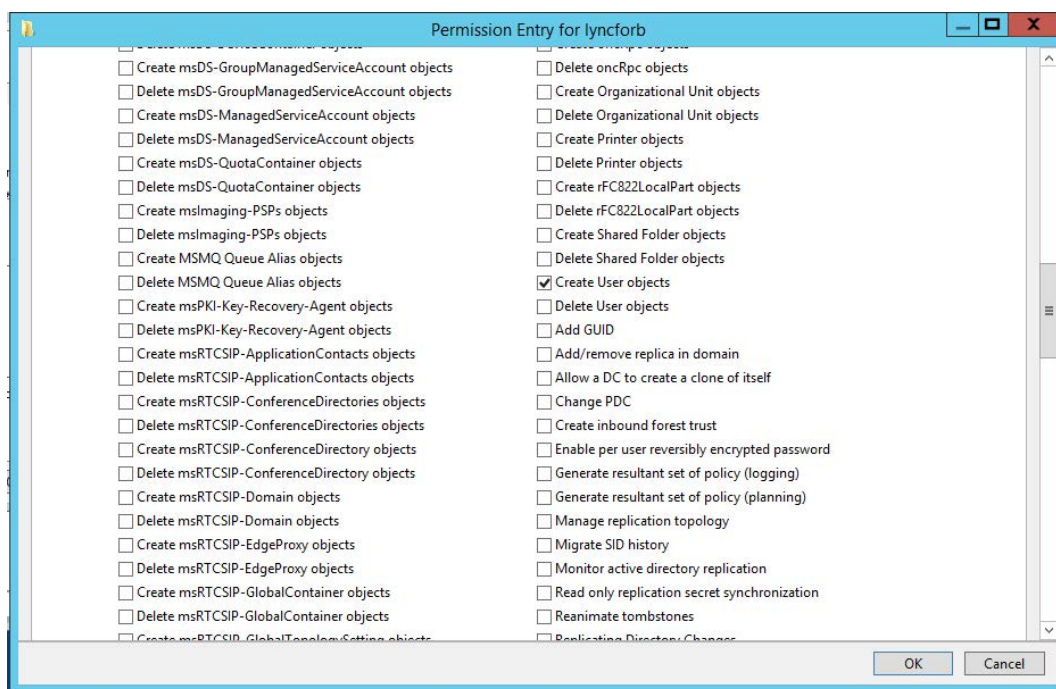 Permission Entry for lyncforb
Create msDS-GroupManagedServiceAccount objects
Delete msDS-GroupManagedServiceAccount objects
Create msDS-ManagedServiceAccount objects
Delete msDS-ManagedServiceAccount objects
Create msDS-QuotaContainer objects
Delete msDS-QuotaContainer objects
Create msImaging-PSPs objects
Delete msImaging-PSPs objects
Create MSMQ Queue Alias objects
Delete MSMQ Queue Alias objects
Create msPKI-Key-Recovery-Agent objects
Delete msPKI-Key-Recovery-Agent objects
Create msRTCSIP-ApplicationContacts objects
Delete msRTCSIP-ApplicationContacts objects
Create msRTCSIP-ConferenceDirectories objects
Delete msRTCSIP-ConferenceDirectories objects
Create msRTCSIP-ConferenceDirectory objects
Delete msRTCSIP-ConferenceDirectory objects
Create msRTCSIP-Domain objects
Delete msRTCSIP-Domain objects
Create msRTCSIP-EdgeProxy objects
Delete msRTCSIP-EdgeProxy objects
Create msRTCSIP-GlobalContainer objects
Delete msRTCSIP-GlobalContainer objects
Create msRTCSIP-GlobalTopologySetting objects
Create oncRpc objects
Delete oncRpc objects
Create Organizational Unit objects
Delete Organizational Unit objects
Create Printer objects
Delete Printer objects
Create rFC822LocalPart objects
Delete rFC822LocalPart objects
Create Shared Folder objects
Delete Shared Folder objects
Create User objects
Delete User objects
Add GUID
Add/remove replica in domain
Allow a DC to create a clone of itself
Change PDC
Create inbound forest trust
Enable per user reversibly encrypted password
Generate resultant set of policy (logging)
Generate resultant set of policy (planning)
Manage replication topology
Migrate SID history
Monitor active directory replication
Read only replication secret synchronization
Reanimate tombstones
Replicating Directory Changes
OK
Cancel